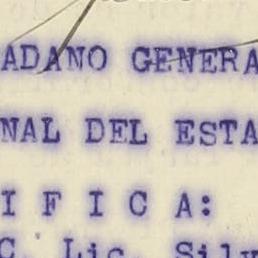 ADANO GENERA
NAL DEL ESTA
I F I C A:
C. Lic. Silv